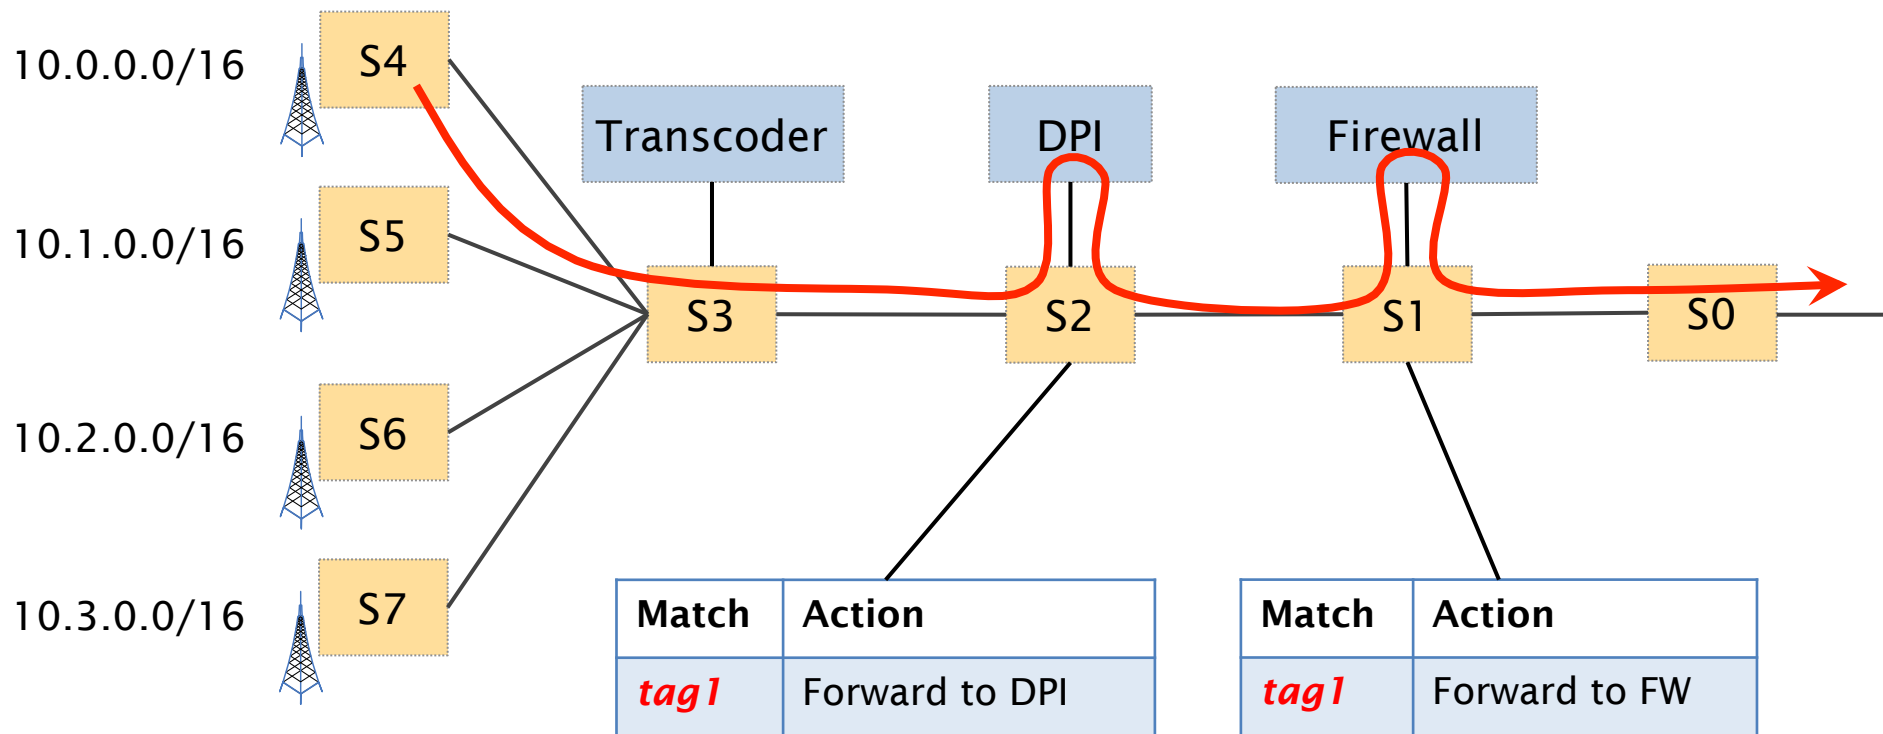 10.0.0.0/16
S4
Transcoder
DPI
Firewall
10.1.0.0/16
S5
S3
S2
S1
S0
10.2.0.0/16
S6
10.3.0.0/16
S7
Match Action
tag1 Forward to DPI
Match Action
tag1 Forward to FW